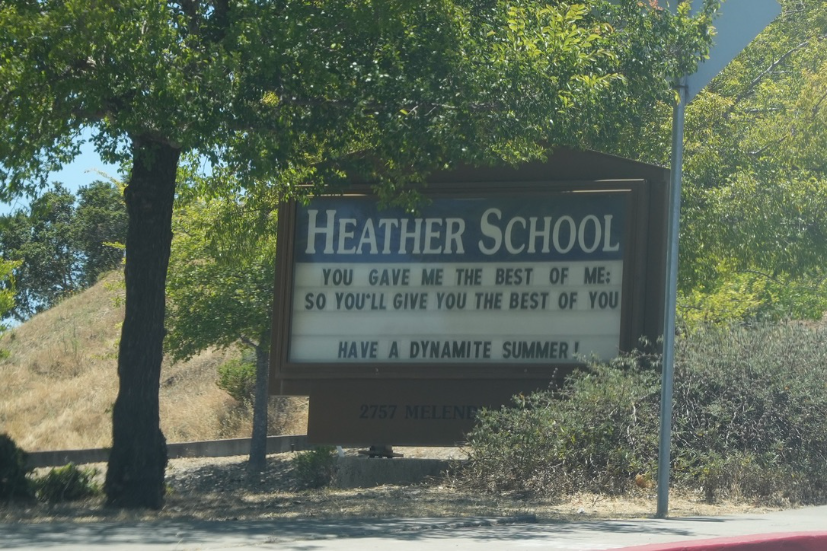 HEATHER SCHOOL
YOU GAVE ME THE BEST OF ME:
SO YOU'LL GIVE YOU THE BEST OF YOU
HAVE A DYNAMITE SUMMER!
2757